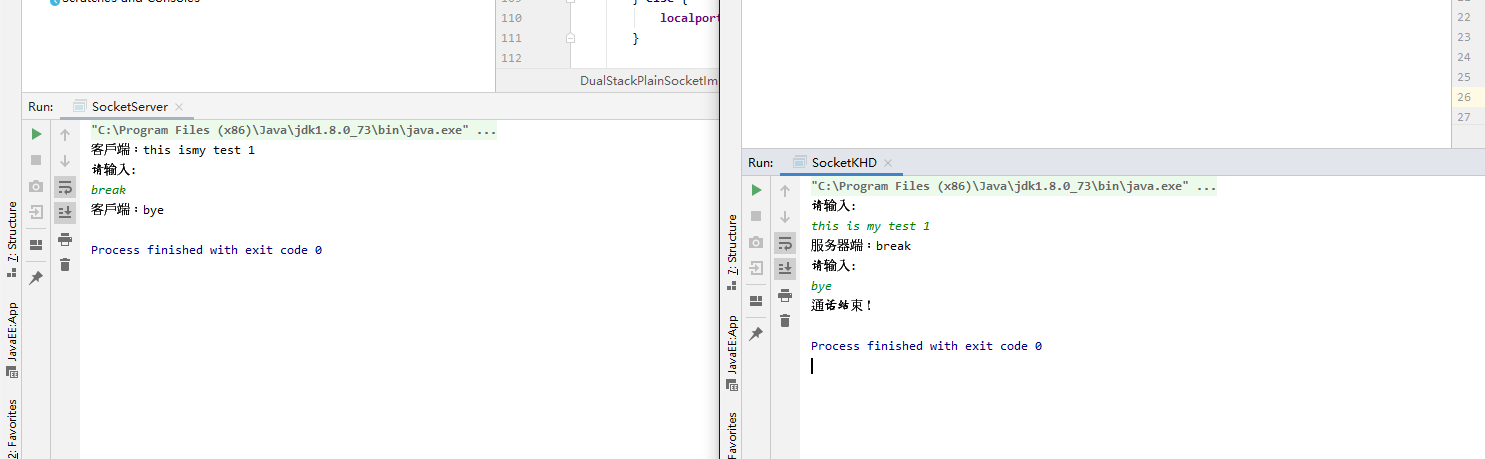 Scratches and Consoles
109 } else {
110 localport
111 }
112
DualStackPlainSocketIm
Run: SocketServer
"C:\Program Files (x86)\Java\jdk1.8.0_73\bin\java.exe" ...
客戶端：this ismy test 1
请输入:
break
客戶端：bye
Process finished with exit code 0
7: Structure
JavaEE:App
2: Favorites
22
23
24
25
26
27
Run: SocketKHD
"C:\Program Files (x86)\Java\jdk1.8.0_73\bin\java.exe" ...
请输入:
this is my test 1
服务器端：break
请输入:
bye
通话结束！
Process finished with exit code 0
7: Structure
JavaEE:App
Favorites